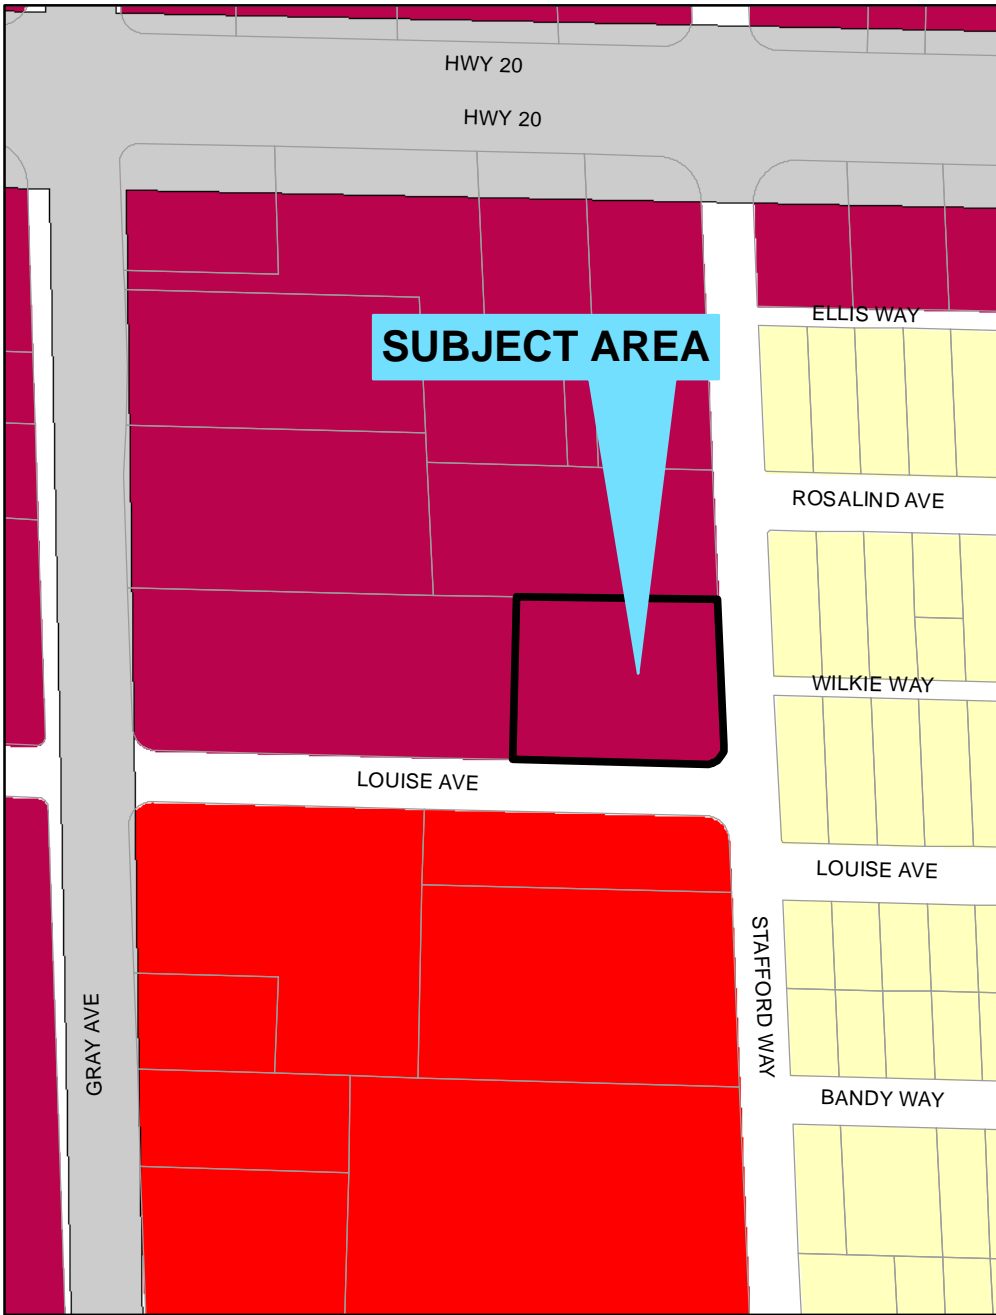 HWY 20
HWY 20
ELLIS WAY
SUBJECT AREA
ROSALIND AVE
WILKIE WAY
LOUISE AVE
LOUISE AVE
STAFFORD WAY
GRAY AVE
BANDY WAY